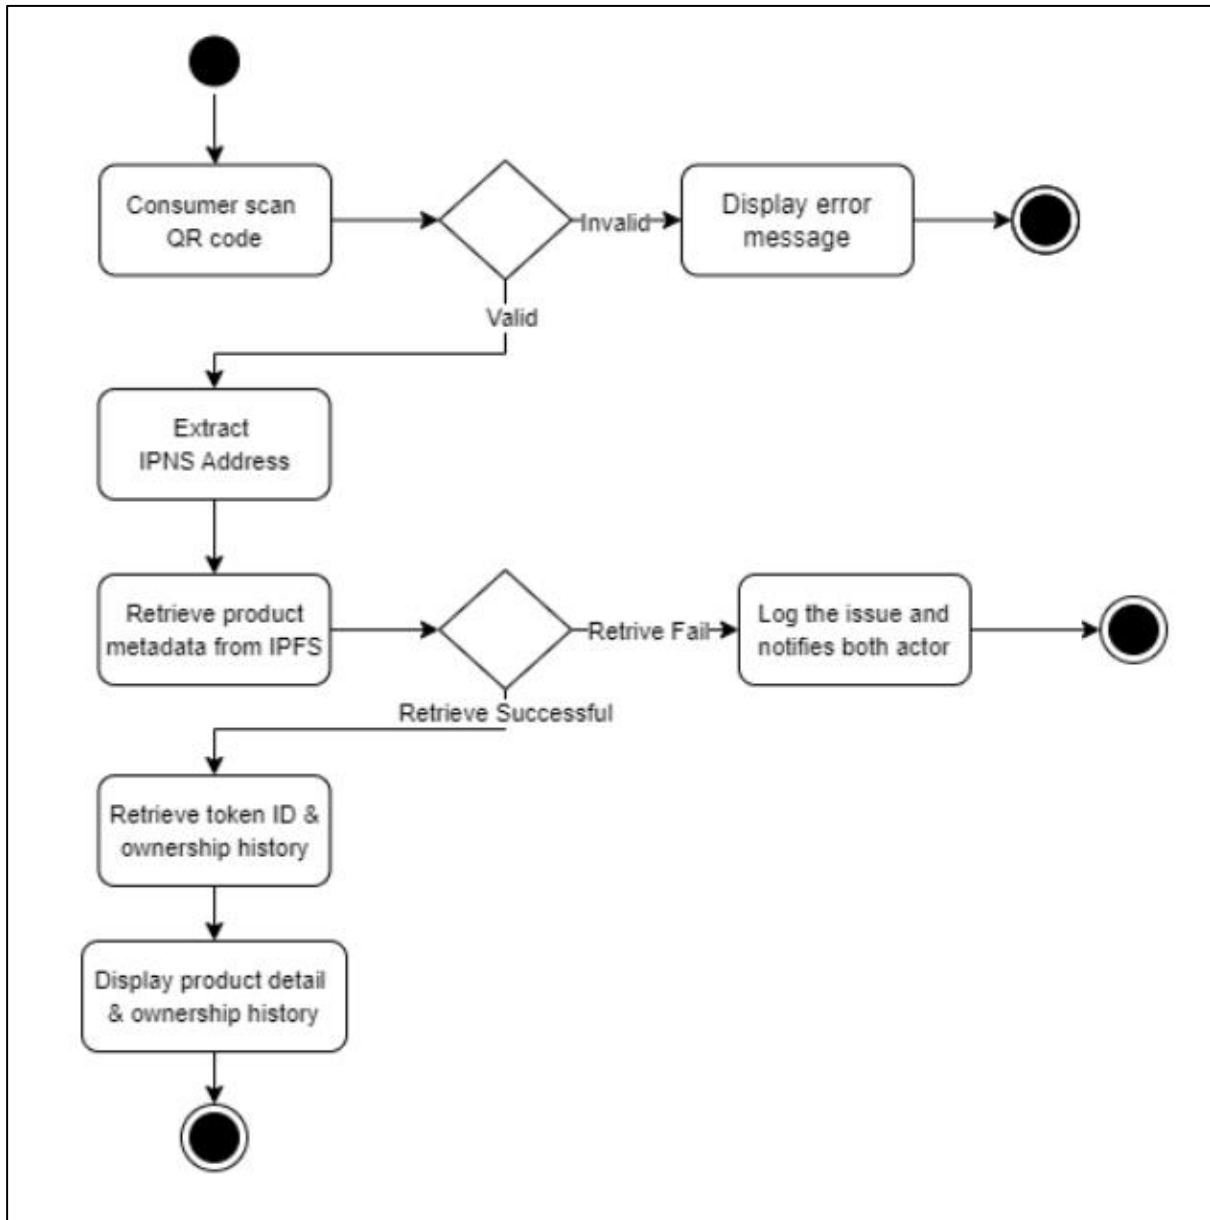 Consumer scan
QR code
Invalid
Display error
message
Valid
Extract
IPNS Address
Retrieve product
metadata from IPFS
Retrive Fail
Log the issue and
notifies both actor
Retrieve Successful
Retrieve token ID &
ownership history
Display product detail
& ownership history